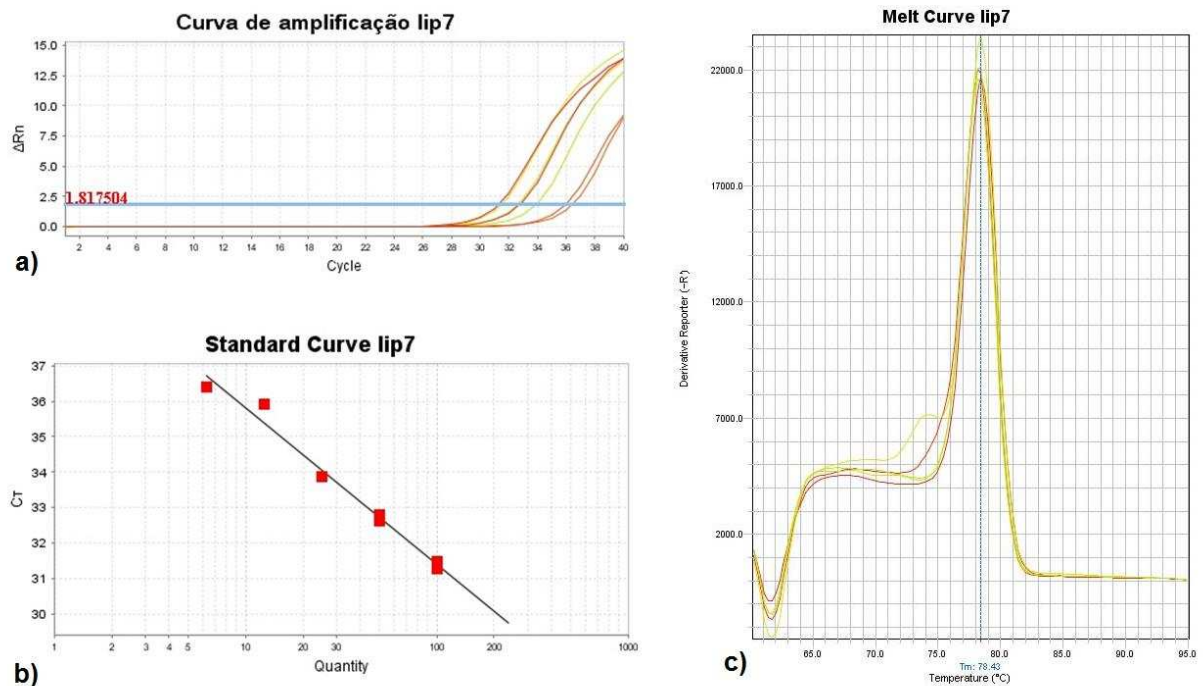 Curva de amplificação lip7
15.0
12.5
10.0
7.5
5.0
2.5
0.0
ΔRn
1.817504
2 4 6 8 10 12 14 16 18 20 22 24 26 28 30 32 34 36 38 40
Cycle
a)
Standard Curve lip7
37
36
35
34
33
32
31
30
Cт
1 2 3 4 5 10 20 30 100 200 1000
Quantity
b)
Melt Curve lip7
22000.0
17000.0
12000.0
7000.0
2000.0
Derivative Reporter (-R')
65.0 70.0 75.0 80.0 85.0 90.0 95.0
Tm: 78.43
Temperature (°C)
c)